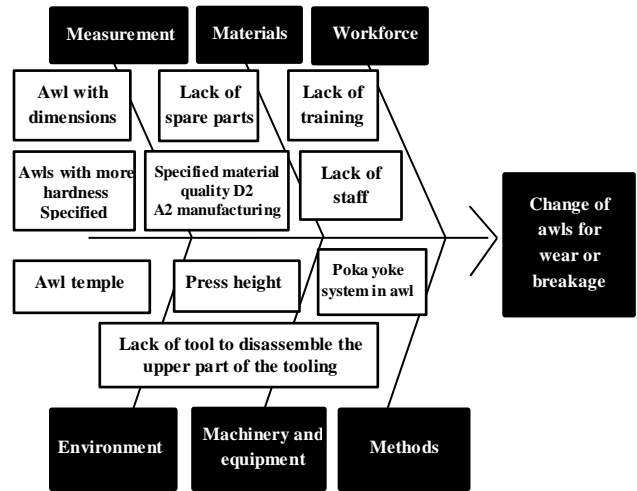 Measurement
Materials
Workforce
Awl with
dimensions
Lack of
spare parts
Lack of
training
Awls with more
hardness
Specified
Specified material
quality D2
A2 manufacturing
Lack of
staff
Change of
awls for
wear or
breakage
Awl temple
Press height
Poka yoke
system in awl
Lack of tool to disassemble the
upper part of the tooling
Environment
Machinery and
equipment
Methods